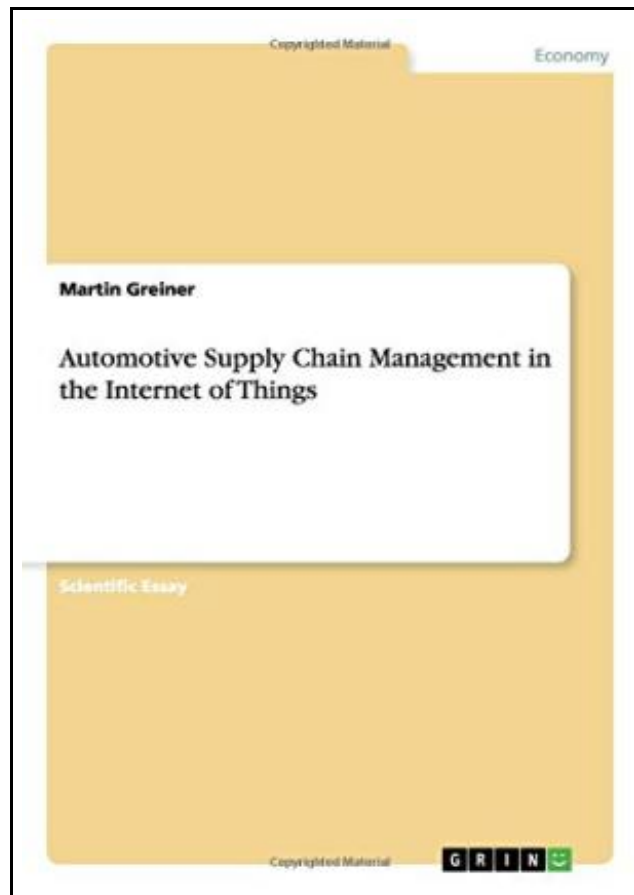 Copyrighted Material
Economy
Martin Greiner
Automotive Supply Chain Management in
the Internet of Things
Scientific Essay
Copyrighted Material
GRIN